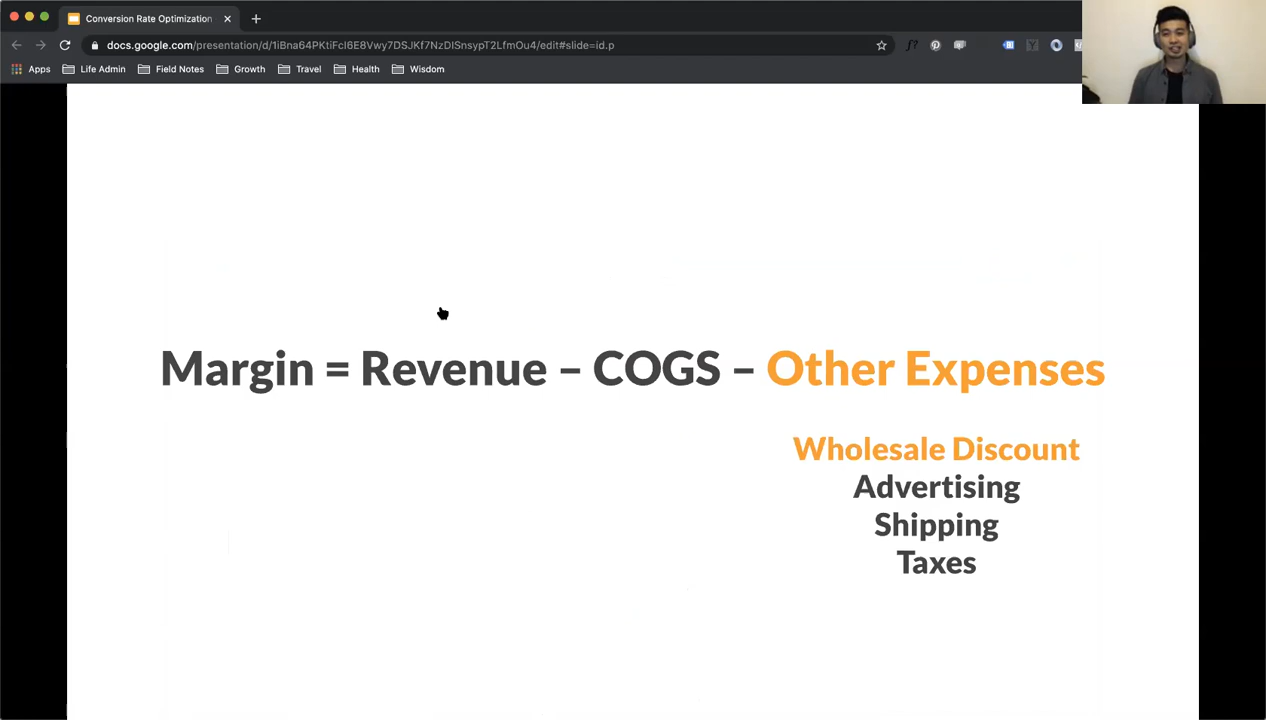 Conversion Rate Optimization
docs.google.com/presentation/d/1iBna64PKtiFcI6E8Vwy7DSJKf7NzDISnsypT2LfmOu4/edit#slide=id.p
Apps Life Admin Field Notes Growth Travel Health Wisdom
Margin = Revenue – COGS – Other Expenses
Wholesale Discount
Advertising
Shipping
Taxes